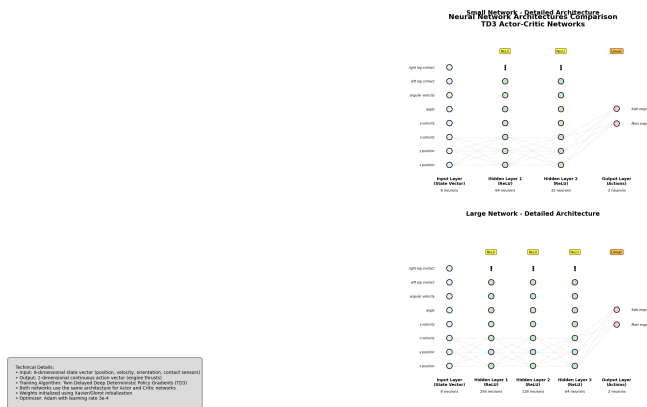 Small Network - Detailed Architecture
Neural Network Architectures Comparison
TD3 Actor-Critic Networks
ReLU ReLU Linear
right leg contact
left leg contact
angular velocity
angle
y-velocity
x-velocity
y-position
x-position
Side engi
Main engi
Input Layer (State Vector) 8 neurons
Hidden Layer 1 (ReLU) 64 neurons
Hidden Layer 2 (ReLU) 32 neurons
Output Layer (Actions) 2 neurons
Large Network - Detailed Architecture
ReLU ReLU ReLU Linear
right leg contact
left leg contact
angular velocity
angle
y-velocity
x-velocity
y-position
x-position
Side engi
Main engi
Input Layer (State Vector) 8 neurons
Hidden Layer 1 (ReLU) 256 neurons
Hidden Layer 2 (ReLU) 128 neurons
Hidden Layer 3 (ReLU) 64 neurons
Output Layer (Actions) 2 neurons
Technical Details:
• Input: 8-dimensional state vector (position, velocity, orientation, contact sensors)
• Output: 2-dimensional continuous action vector (engine thrusts)
• Training Algorithm: Twin Delayed Deep Deterministic Policy Gradients (TD3)
• Both networks use the same architecture for Actor and Critic networks
• Weights initialized using Xavier/Glorot initialization
• Optimizer: Adam with learning rate 3e-4